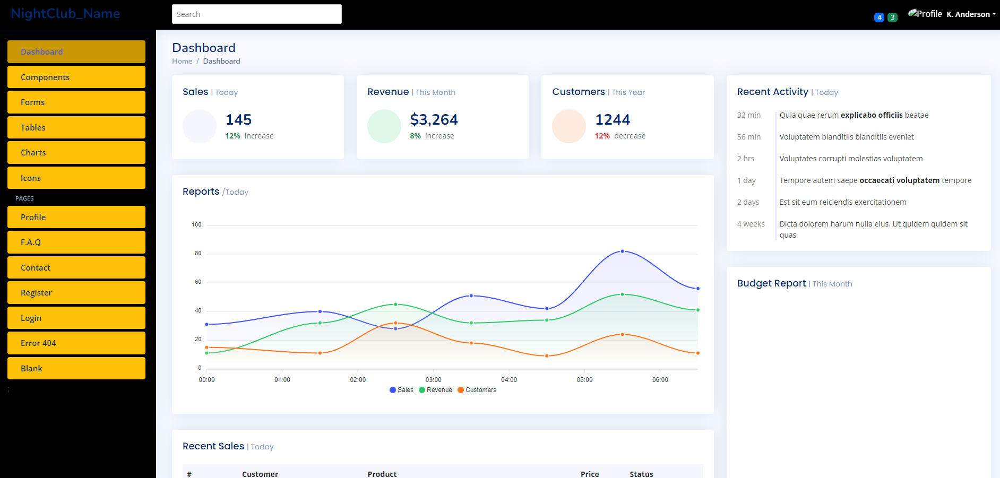 NightClub_Name
Search
4 3
Profile K. Anderson
Dashboard
Components
Forms
Tables
Charts
Icons
PAGES
Profile
F.A.Q
Contact
Register
Login
Error 404
Blank
;
Dashboard
Home / Dashboard
Sales | Today
145
12% increase
Revenue | This Month
$3,264
8% increase
Customers | This Year
1244
12% decrease
Reports /Today
100
80
60
40
20
0
00:00 01:00 02:00 03:00 04:00 05:00 06:00
Sales Revenue Customers
Recent Sales | Today
# Customer Product Price Status
Recent Activity | Today
32 min Quia quae rerum explicabo officiis beatae
56 min Voluptatem blanditiis blanditiis eveniet
2 hrs Voluptates corrupti molestias voluptatem
1 day Tempore autem saepe occaecati voluptatem tempore
2 days Est sit eum reiciendis exercitationem
4 weeks Dicta dolorem harum nulla eius. Ut quidem quidem sit
quas
Budget Report | This Month